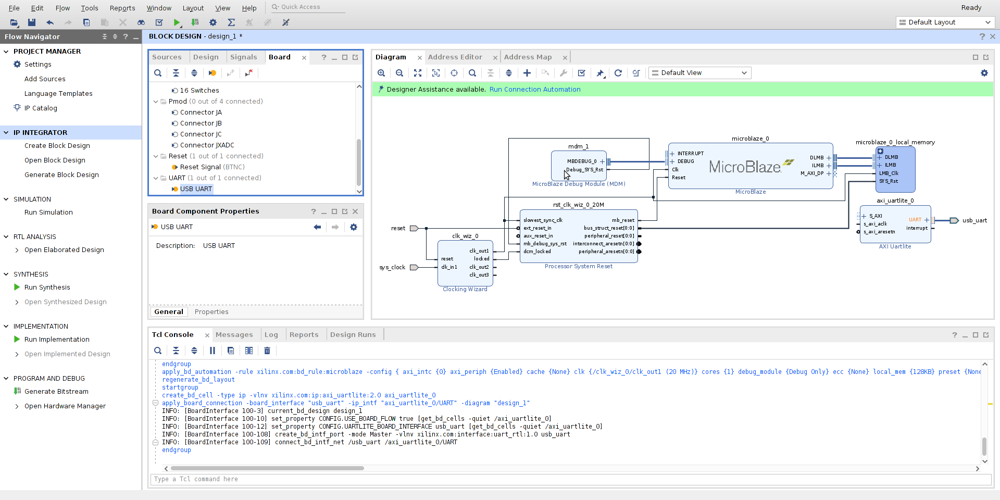 File Edit Flow Tools Reports Window Layout View Help Quick Access Ready
Default Layout
Flow Navigator ? _
PROJECT MANAGER
Settings
Add Sources
Language Templates
IP Catalog
IP INTEGRATOR
Create Block Design
Open Block Design
Generate Block Design
SIMULATION
Run Simulation
RTL ANALYSIS
Open Elaborated Design
SYNTHESIS
Run Synthesis
Open Synthesized Design
IMPLEMENTATION
Run Implementation
Open Implemented Design
PROGRAM AND DEBUG
Generate Bitstream
Open Hardware Manager
BLOCK DESIGN - design_1 *
Sources Design Signals Board
16 Switches
Pmod (0 out of 4 connected)
Connector JA
Connector JB
Connector JC
Connector JXADC
Reset (1 out of 1 connected)
Reset Signal (BTNC)
UART (1 out of 1 connected)
USB UART
Board Component Properties
USB UART
Description: USB UART
General Properties
Diagram Address Editor Address Map
Default View
Designer Assistance available. Run Connection Automation
mdm_1
MBDEBUG_0
Debug_SYS_Rst
MicroBlaze Debug Module (MDM)
microblaze_0
INTERRUPT
DEBUG
Clk
Reset
MicroBlaze
DLMB
ILMB
M_AXI_DP
MicroBlaze
microblaze_0_local_memory
DLMB
ILMB
LMB_Clk
SYS_Rst
rst_clk_wiz_0_20M
slowest_sync_clk mb_reset
ext_reset_in bus_struct_reset[0:0]
aux_reset_in peripheral_reset[0:0]
mb_debug_sys_rst interconnect_aresetn[0:0]
dcm_locked peripheral_aresetn[0:0]
Processor System Reset
axi_uartlite_0
S_AXI UART
s_axi_aclk interrupt
s_axi_aresetn
AXI Uartlite
usb_uart
reset
sys_clock
clk_wiz_0
clk_out1
reset locked
clk_in1 clk_out2
clk_out3
Clocking Wizard
Tcl Console Messages Log Reports Design Runs
endgroup
apply_bd_automation -rule xilinx.com:bd_rule:microblaze -config { axi_intc {0} axi_periph {Enabled} cache {None} clk {/clk_wiz_0/clk_out1 (20 MHz)} cores {1} debug_module {Debug Only} ecc {None} local_mem {128KB} preset {None
regenerate_bd_layout
startgroup
create_bd_cell -type ip -vlnv xilinx.com:ip:axi_uartlite:2.0 axi_uartlite_0
apply_board_connection -board_interface "usb_uart" -ip_intf "axi_uartlite_0/UART" -diagram "design_1"
INFO: [BoardInterface 100-3] current_bd_design design_1
INFO: [BoardInterface 100-10] set_property CONFIG.USE_BOARD_FLOW true [get_bd_cells -quiet /axi_uartlite_0]
INFO: [BoardInterface 100-12] set_property CONFIG.UARTLITE_BOARD_INTERFACE usb_uart [get_bd_cells -quiet /axi_uartlite_0]
INFO: [BoardInterface 100-108] create_bd_intf_port -mode Master -vlnv xilinx.com:interface:uart_rtl:1.0 usb_uart
INFO: [BoardInterface 100-109] connect_bd_intf_net /usb_uart /axi_uartlite_0/UART
endgroup
Type a Tcl command here